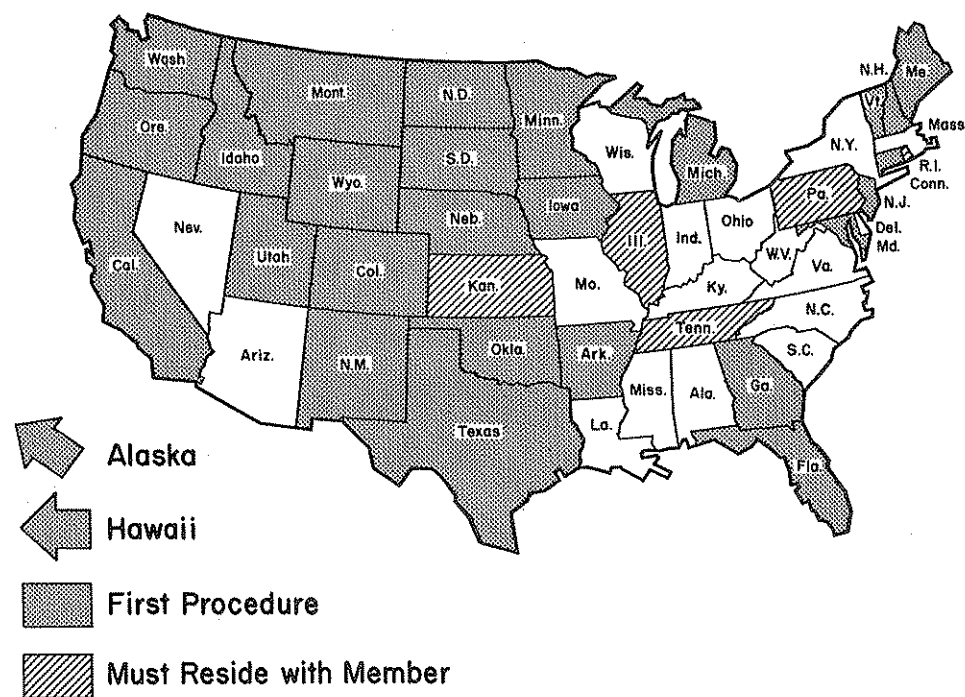 Wash
Mont.
N.D.
Minn.
N.H.
Me.
Vt.
Ore.
Idaho
S.D.
Wis.
Mich.
N.Y.
Mass
R.I.
Conn.
Wyo.
Neb.
Iowa
Pa.
N.J.
Nev.
Utah
Col.
Ill.
Ind.
Ohio
Del.
Md.
Cal.
Kan.
Mo.
W.V.
Va.
Ky.
Ariz.
N.M.
Okla.
Ark.
Tenn.
N.C.
S.C.
Texas
La.
Miss.
Ala.
Ga.
Fla.
Alaska
Hawaii
First Procedure
Must Reside with Member